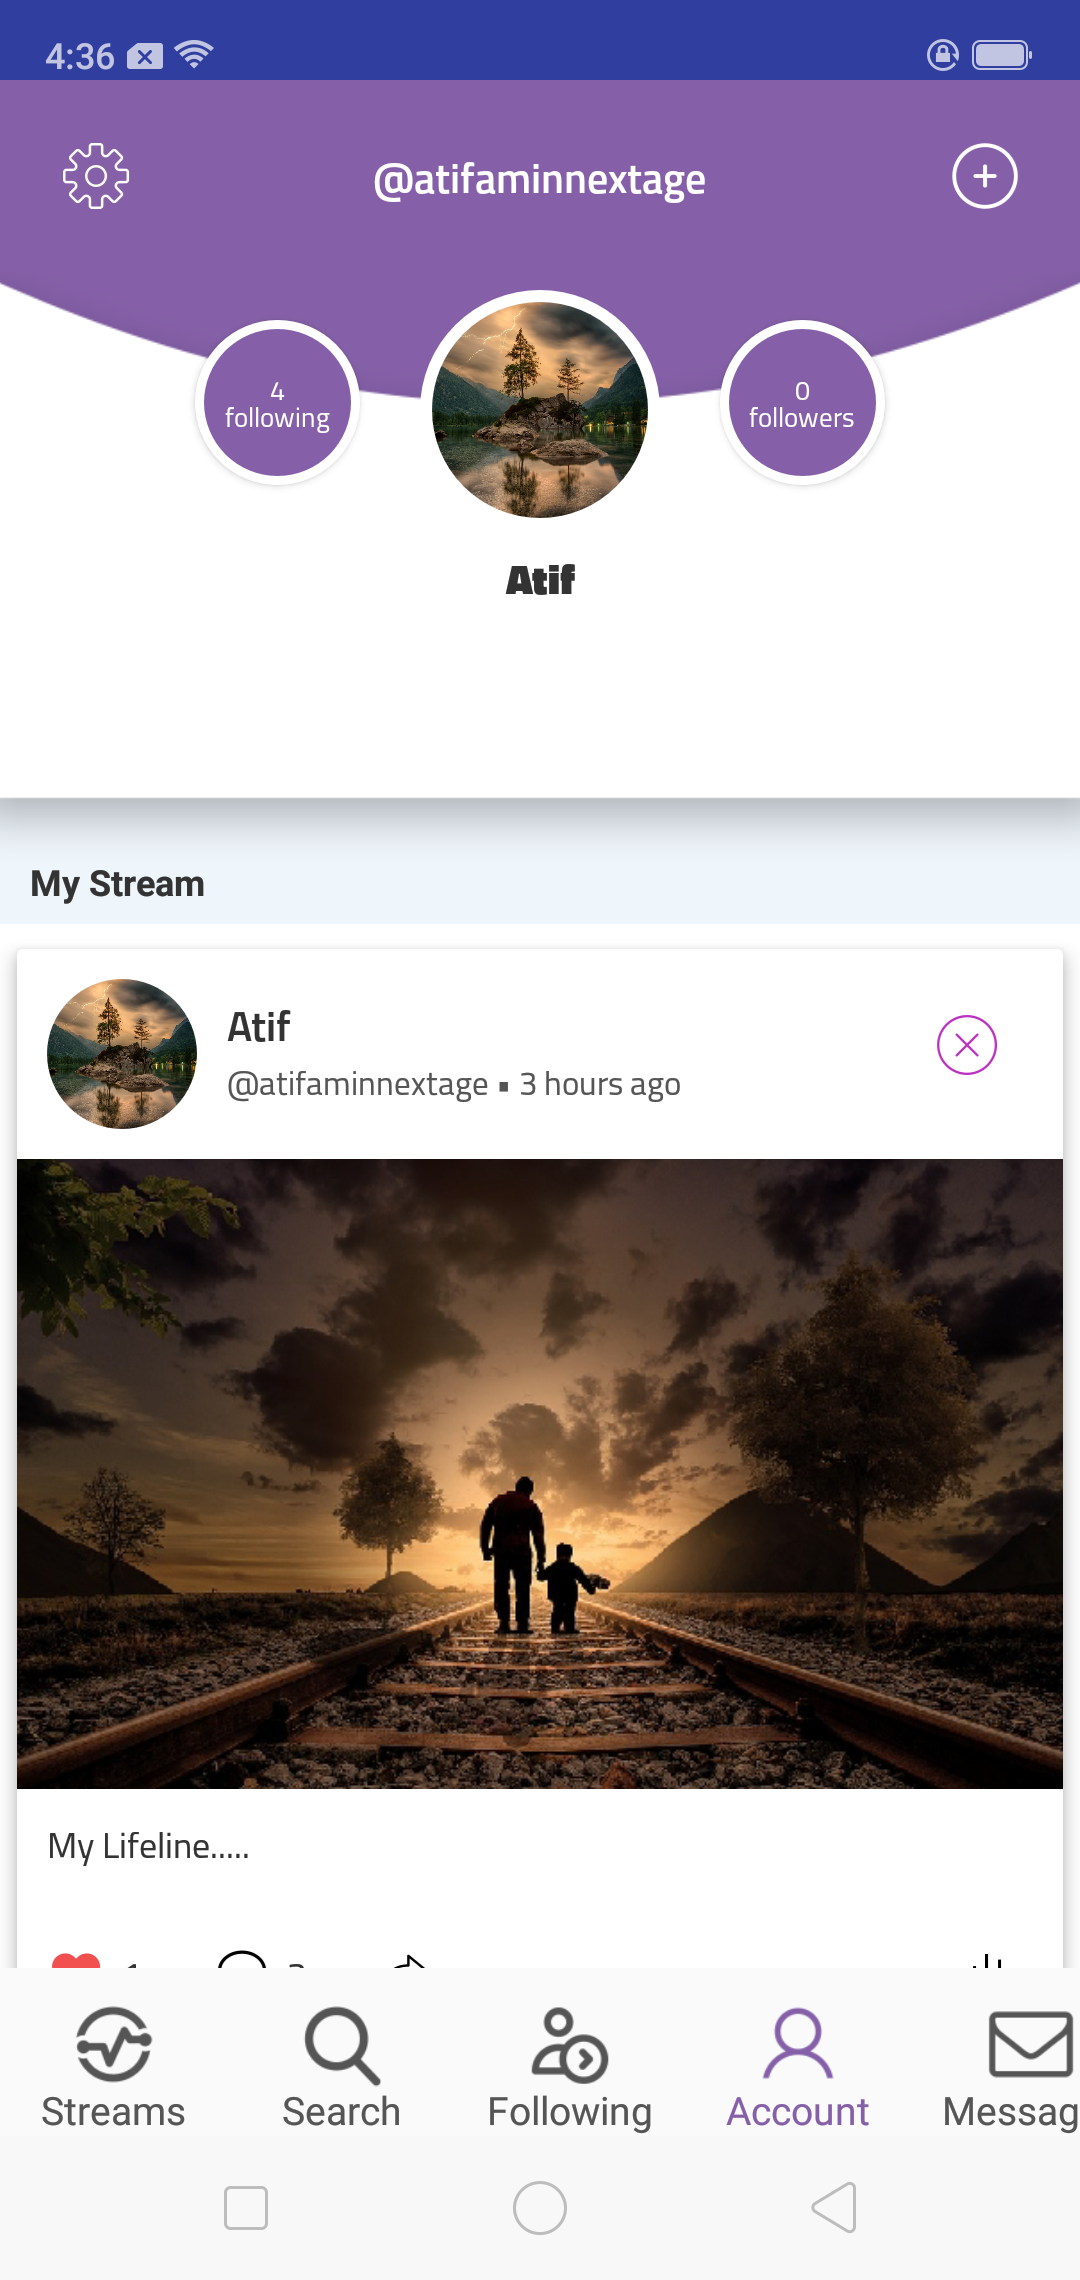 4:36
@atifaminnextage
4
following
0
followers
Atif
My Stream
Atif
@atifaminnextage ▪ 3 hours ago
My Lifeline.....
Streams
Search
Following
Account
Messag